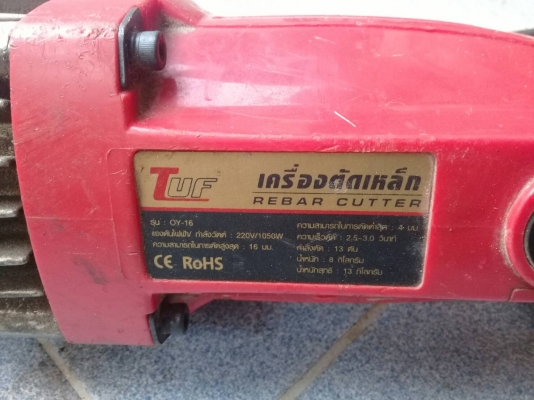 TUF
เครื่องตัดเหล็ก
REBAR CUTTER
รุ่น : OY-16
แรงดันไฟฟ้า/ กำลังวัตต์ : 220V/1050W
ความสามารถในการตัดสูงสุด : 16 มม.
CE RoHS
ความสามารถในการตัดต่ำสุด : 4 มม.
ความเร็วตัด : 2.5-3.0 วินาที
กำลังตัด : 13 ตัน
น้ำหนัก : 8 กิโลกรัม
น้ำหนักสุทธิ : 13 กิโลกรัม